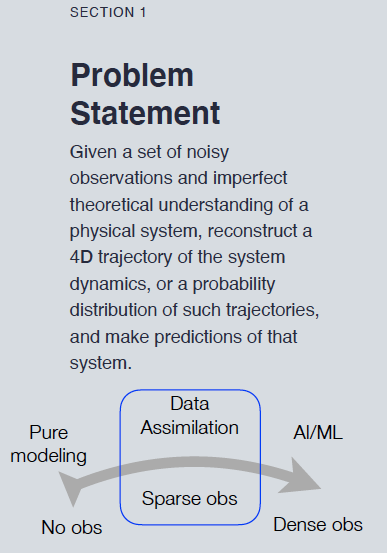 SECTION 1
Problem
Statement
Given a set of noisy
observations and imperfect
theoretical understanding of a
physical system, reconstruct a
4D trajectory of the system
dynamics, or a probability
distribution of such trajectories,
and make predictions of that
system.
Data
Assimilation
Pure
modeling
AI/ML
Sparse obs
No obs
Dense obs